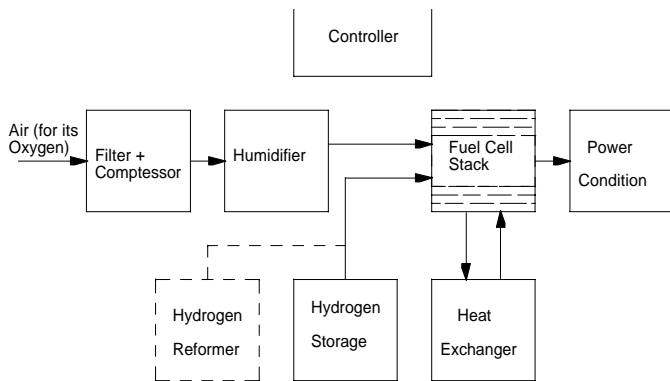 Controller
Air (for its
Oxygen)
Filter +
Comptessor
Humidifier
Fuel Cell
Stack
Power
Condition
Hydrogen
Reformer
Hydrogen
Storage
Heat
Exchanger